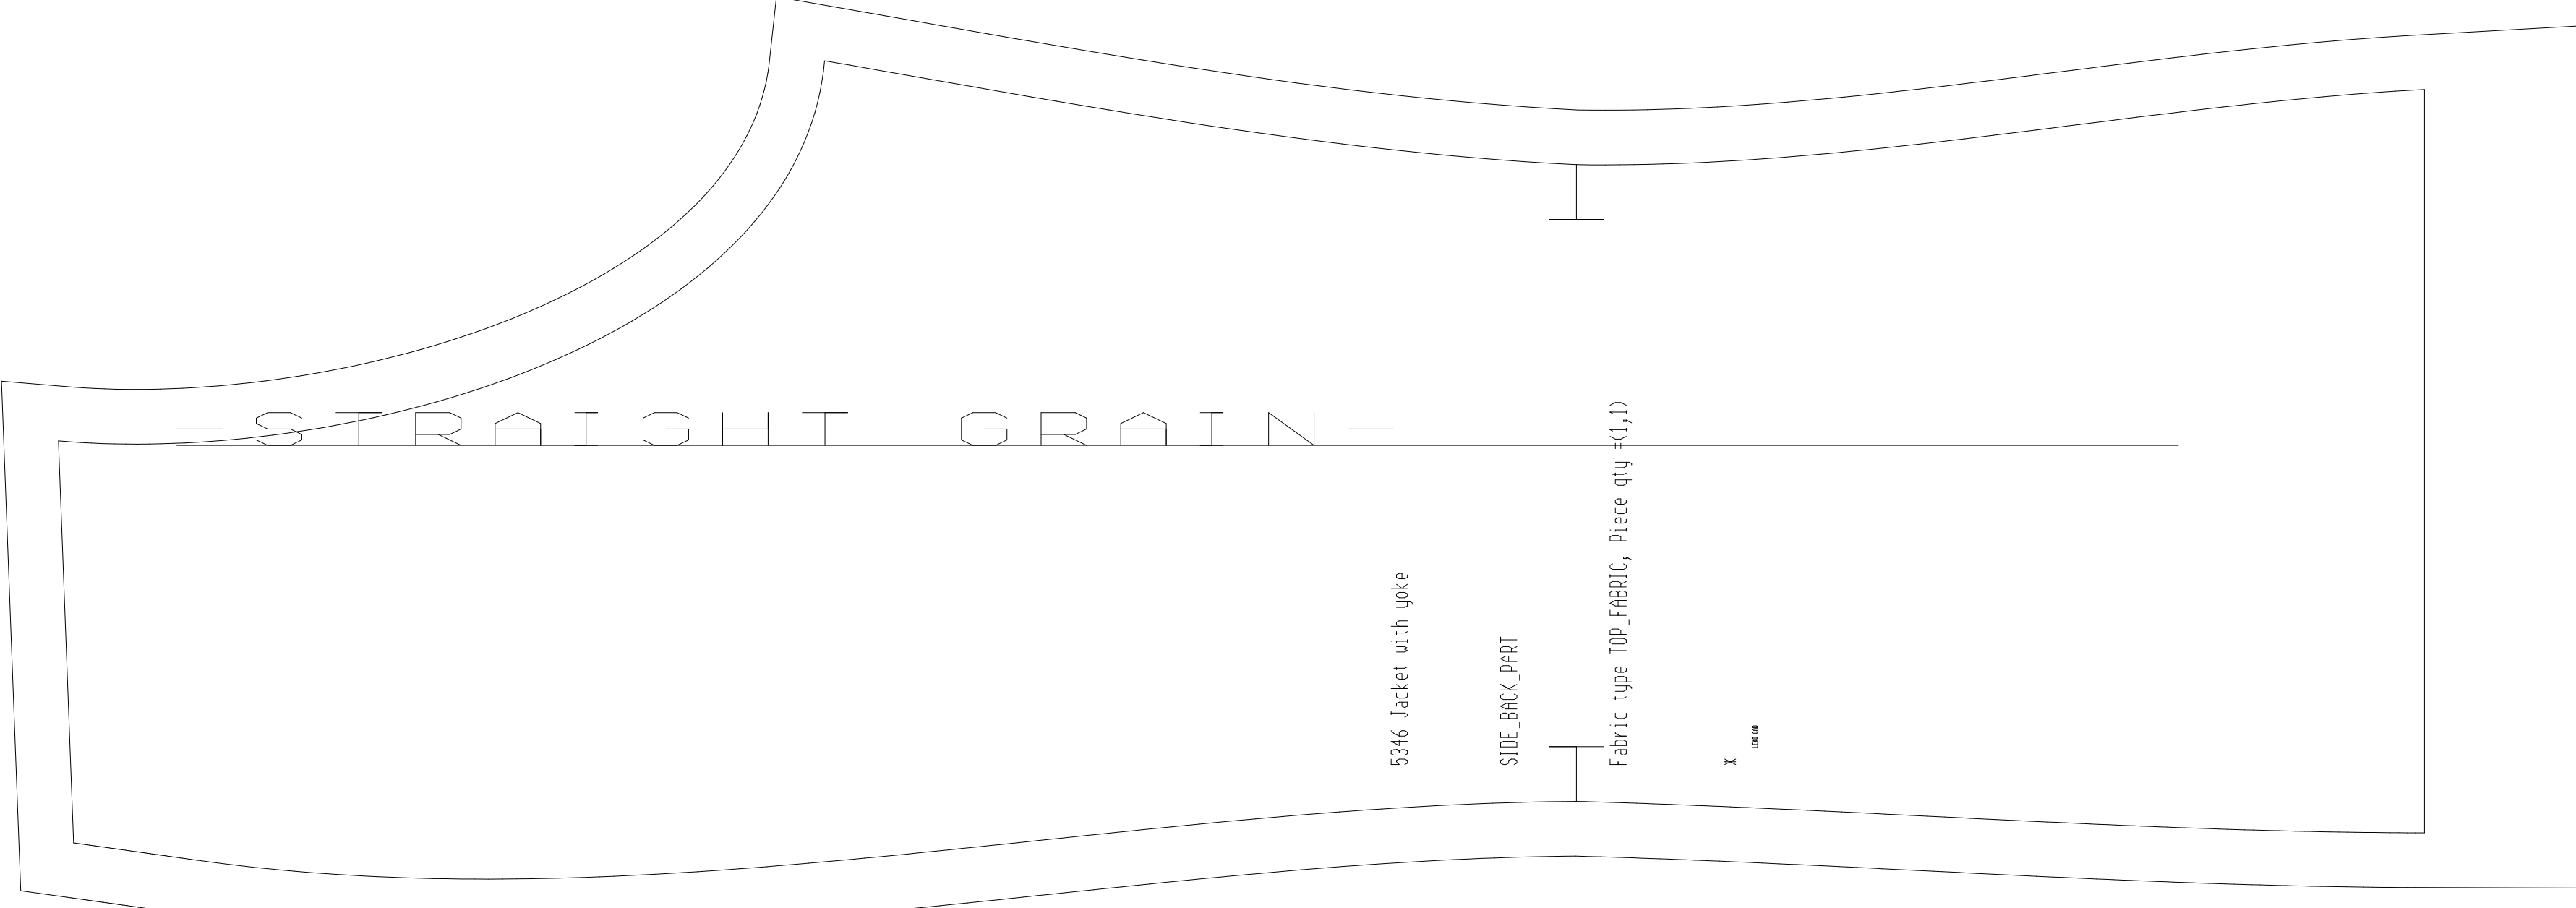 -STRAIGHT GRAIN-
5346 Jacket with yoke
SIDE_BACK_PART
Fabric type TOP_FABRIC, Piece qty =(1,1)
*